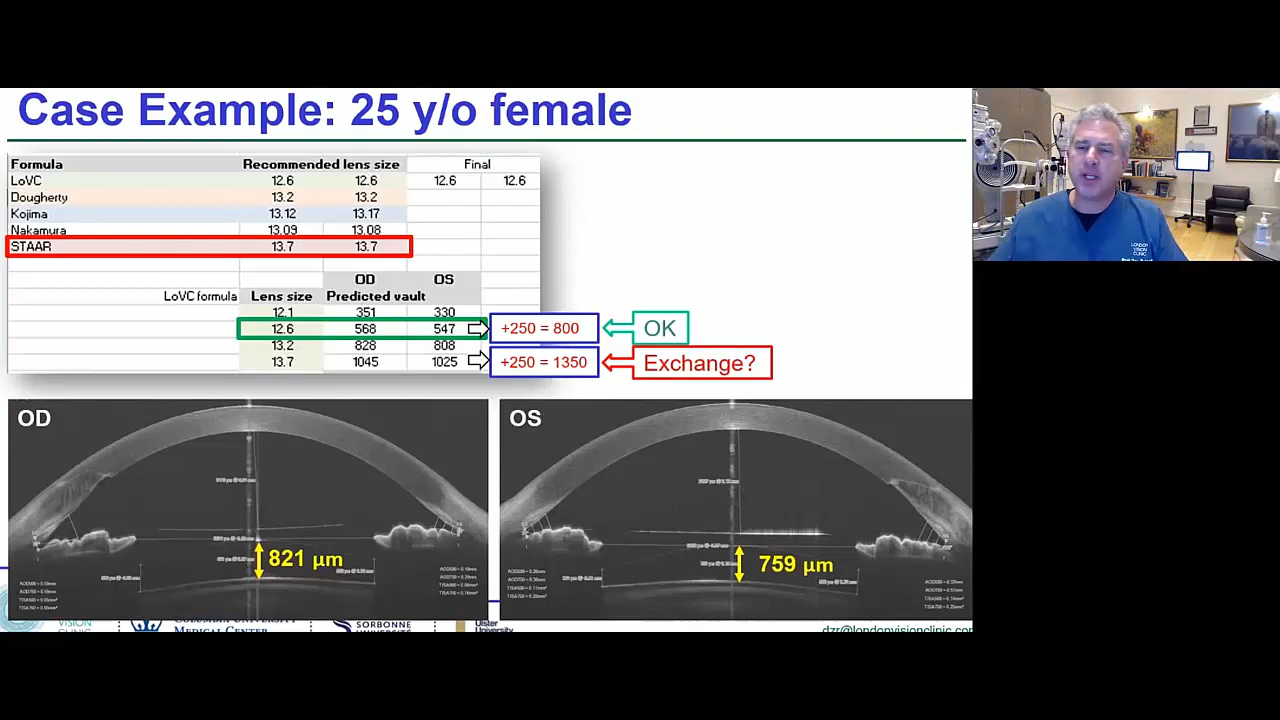 Case Example: 25 y/o female
Formula Recommended lens size Final
LoVC 12.6 12.6 12.6 12.6
Dougherty 13.2 13.2
Kojima 13.12 13.17
Nakamura 13.09 13.08
STAAR 13.7 13.7
OD OS
LoVC formula Lens size Predicted vault
12.1 351 330
12.6 568 547 +250 = 800 OK
13.2 828 808
13.7 1045 1025 +250 = 1350 Exchange?
OD
OS
821 µm
759 µm
VISION
CLINIC
COLUMBIA UNIVERSITY
MEDICAL CENTER
SORBONNE
UNIVERSITÉ
Ulster
University
dzr@londonvisionclinic.com
LONDON
VISION
CLINIC